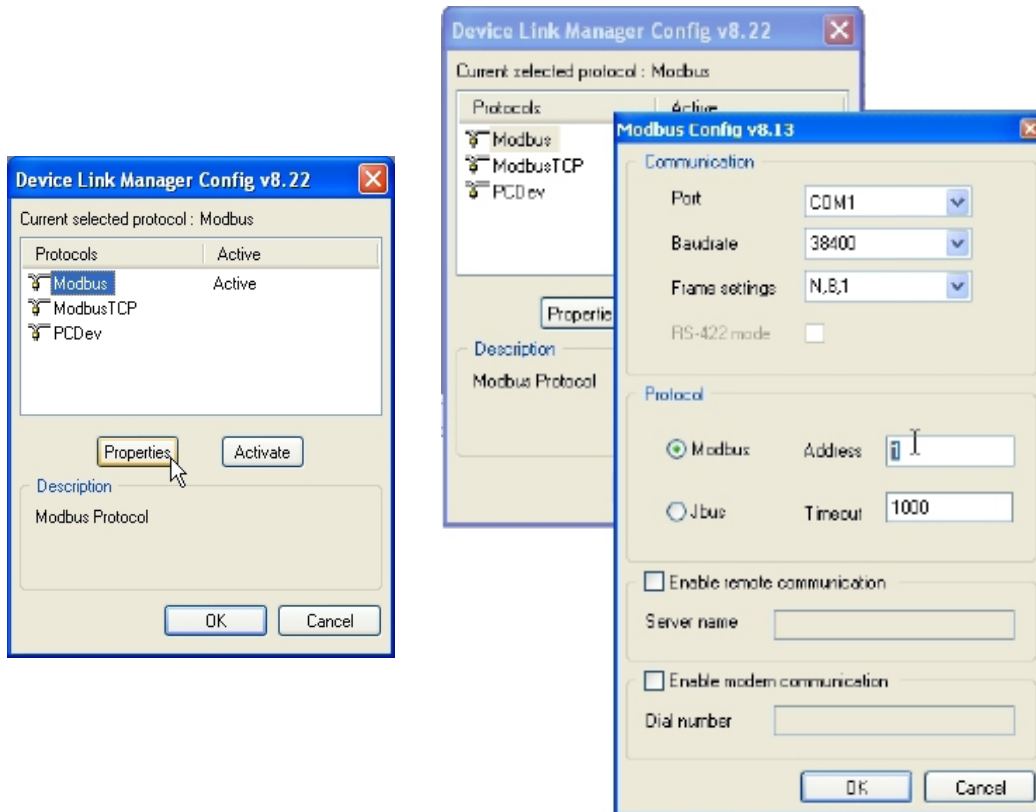 Device Link Manager Config v8.22
Current selected protocol : Modbus
Protocols Active
Modbus Active
ModbusTCP
PCDev
Properties Activate
Description
Modbus Protocol
OK Cancel
Device Link Manager Config v8.22
Current selected protocol : Modbus
Protocols Active
Modbus
ModbusTCP
PCDev
Propertie
Description
Modbus Protocol
Modbus Config v8.13
Communication
Port COM1
Baudrate 38400
Frame settings N,8,1
RS-422 mode
Protocol
Modbus Address 1
Jbus Timeout 1000
Enable remote communication
Server name
Enable modem communication
Dial number
OK Cancel